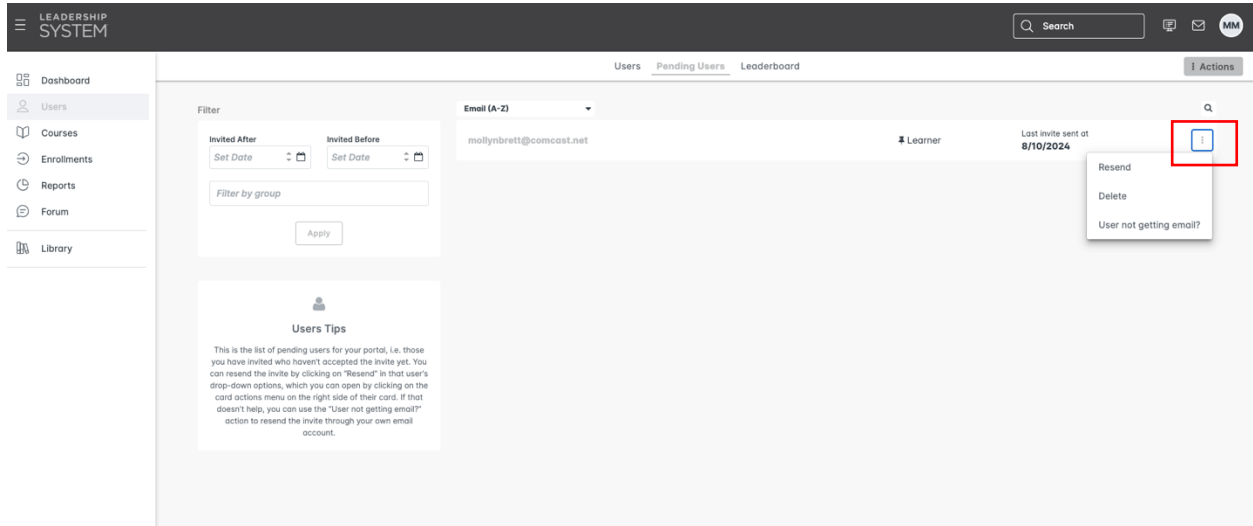 LEADERSHIP
SYSTEM
Search
MM
Dashboard
Users
Courses
Enrollments
Reports
Forum
Library
Users Pending Users Leaderboard
Actions
Filter
Invited After Invited Before
Set Date Set Date
Filter by group
Apply
Users Tips
This is the list of pending users for your portal, i.e. those
you have invited who haven't accepted the invite yet. You
can resend the invite by clicking on "Resend" in that user's
drop-down options, which you can open by clicking on the
card actions menu on the right side of their card. If that
doesn't help, you can use the "User not getting email?"
action to resend the invite through your own email
account.
Email (A-Z)
mollynbrett@comcast.net
Learner
Last invite sent at
8/10/2024
Resend
Delete
User not getting email?